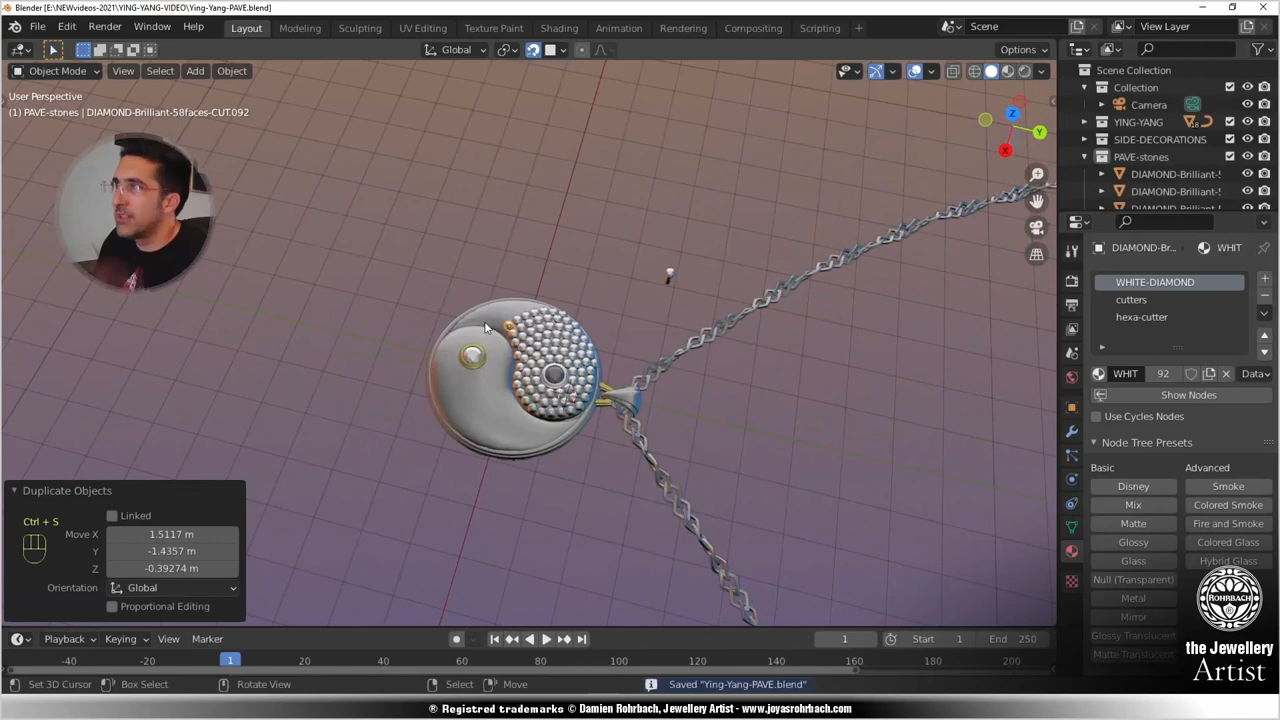 Blender [E:\NEWvideos-2021\YING-YANG-VIDEO\Ying-Yang-PAVE.blend]
File Edit Render Window Help Layout Modeling Sculpting UV Editing Texture Paint Shading Animation Rendering Compositing Scripting Scene View Layer
Global Options
Object Mode View Select Add Object
User Perspective
(1) PAVE-stones | DIAMOND-Brilliant-58faces-CUT.092
Z
Y
X
Scene Collection
Collection
Camera
YING-YANG
18
SIDE-DECORATIONS
PAVE-stones
DIAMOND-Brilliant-5
DIAMOND-Brilliant-5
DIAMOND-Br... WHIT
WHITE-DIAMOND
cutters
hexa-cutter
WHIT 92 Data
Show Nodes
Use Cycles Nodes
Node Tree Presets
Basic Advanced
Disney Smoke
Mix Colored Smoke
Matte Fire and Smoke
Glossy Colored Glass
Glass Hybrid Glass
Null (Transparent)
Metal
Mirror
Glossy Translucent
Matte Translucent
Duplicate Objects
Ctrl + S
Linked
Move X 1.5117 m
Y -1.4357 m
Z -0.39274 m
Orientation Global
Proportional Editing
Playback Keying View Marker 1 Start 1 End 250
-40 -20 1 20 40 60 80 100 120 140 160 180 200
Set 3D Cursor Box Select Rotate View Select Move Saved "Ying-Yang-PAVE.blend"
ROHRBACH
the Jewellery
Artist
® Registered trademarks © Damien Rohrbach, Jewellery Artist - www.joyasrohrbach.com